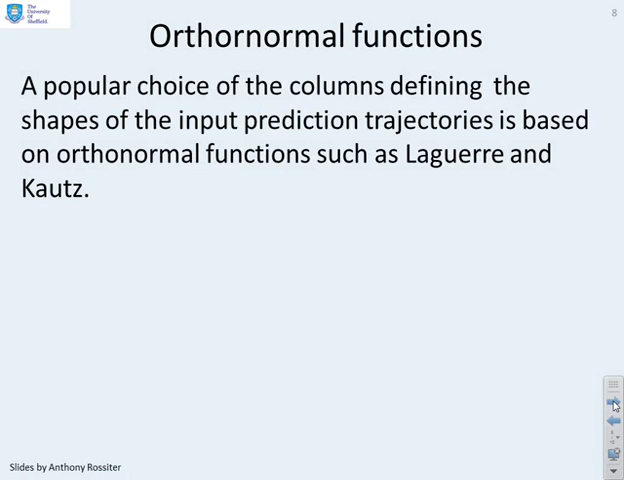 The
University
Of
Sheffield.
8
Orthornormal functions
A popular choice of the columns defining the
shapes of the input prediction trajectories is based
on orthonormal functions such as Laguerre and
Kautz.
Slides by Anthony Rossiter